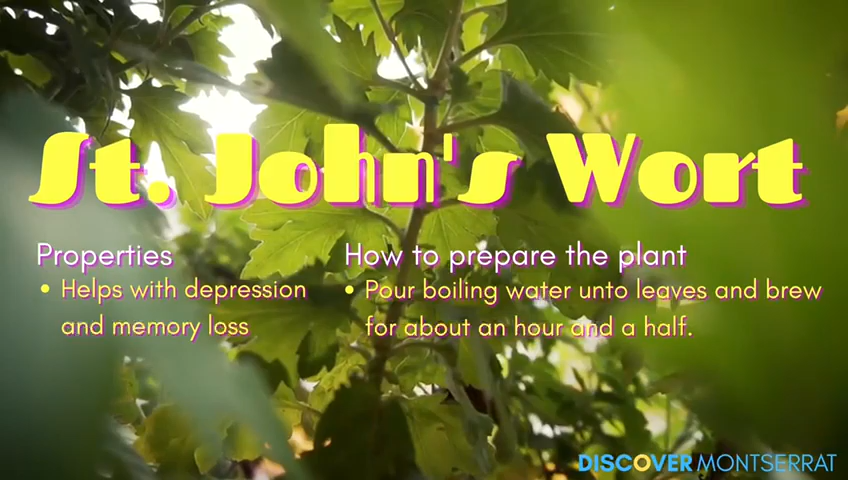 St. John's Wort
Properties
• Helps with depression
and memory loss
How to prepare the plant
• Pour boiling water unto leaves and brew
for about an hour and a half.
DISCOVER MONTSERRAT